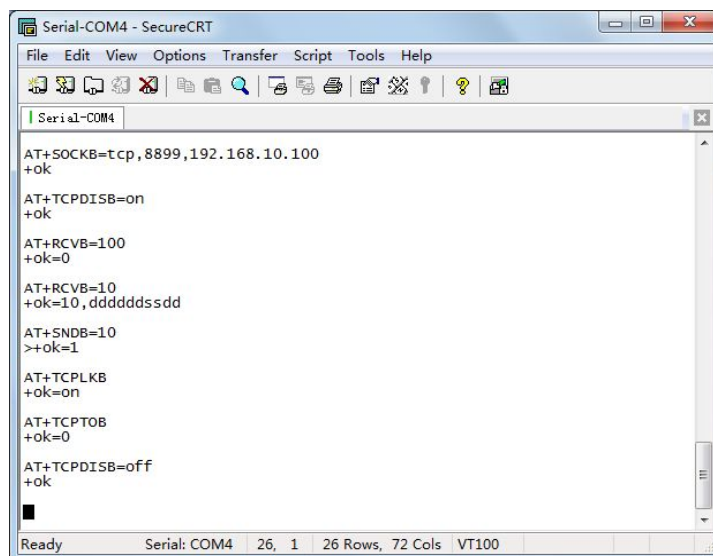 Serial-COM4 - SecureCRT
File Edit View Options Transfer Script Tools Help
Serial-COM4
AT+SOCKB=tcp,8899,192.168.10.100
+ok
AT+TCPDISB=on
+ok
AT+RCVB=100
+ok=0
AT+RCVB=10
+ok=10,ddddddssdd
AT+SNDB=10
>+ok=1
AT+TCPLKB
+ok=on
AT+TCPTOB
+ok=0
AT+TCPDISB=off
+ok
Ready Serial: COM4 26, 1 26 Rows, 72 Cols VT100